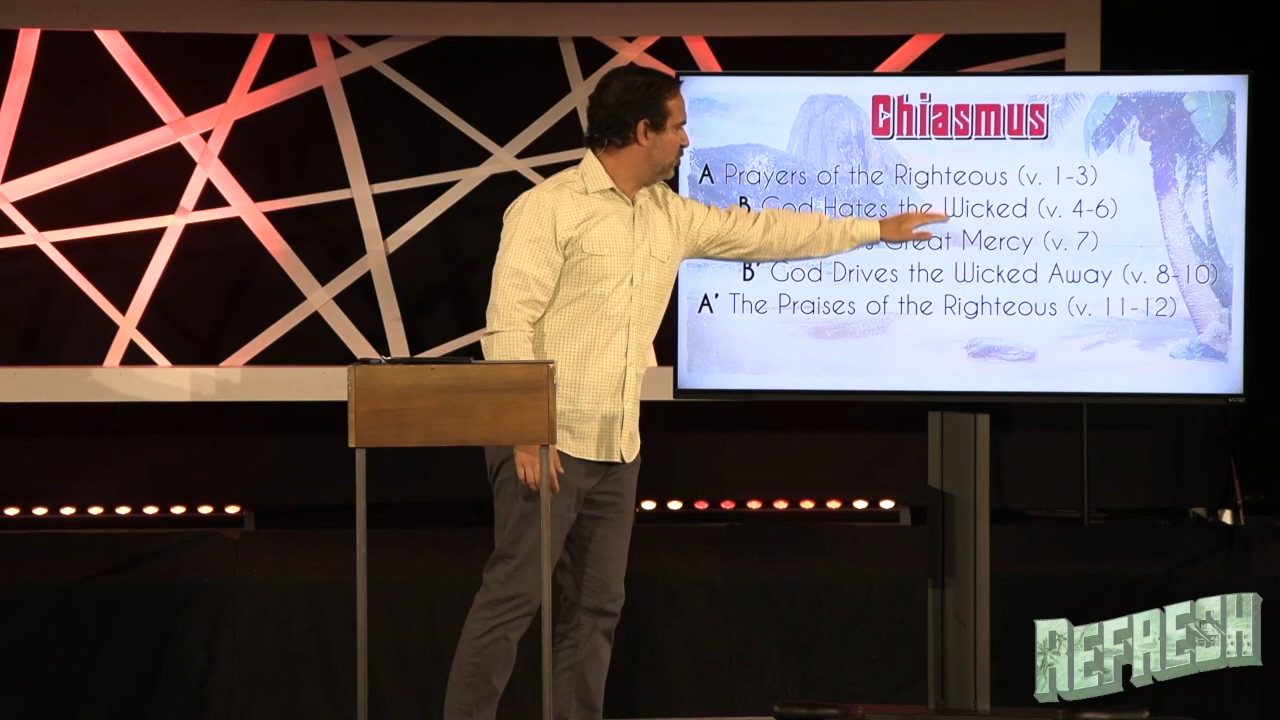 Chiasmus
A Prayers of the Righteous (v. 1-3)
B God Hates the Wicked (v. 4-6)
Great Mercy (v. 7)
B' God Drives the Wicked Away (v. 8-10)
A' The Praises of the Righteous (v. 11-12)
REFRESH